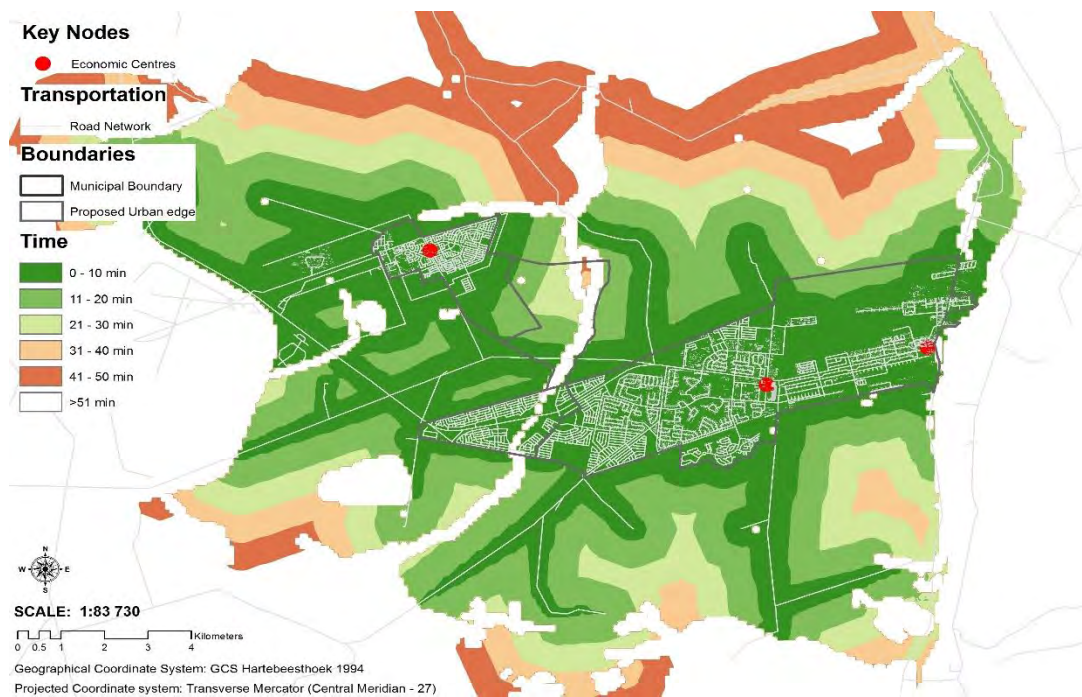 Key Nodes
Economic Centres
Transportation
Road Network
Boundaries
Municipal Boundary
Proposed Urban edge
Time
0 - 10 min
11 - 20 min
21 - 30 min
31 - 40 min
41 - 50 min
>51 min
N
W E
S
SCALE: 1:83 730
0 0.5 1 2 3 4 Kilometers
Geographical Coordinate System: GCS Hartebeesthoek 1994
Projected Coordinate system: Transverse Mercator (Central Meridian - 27)